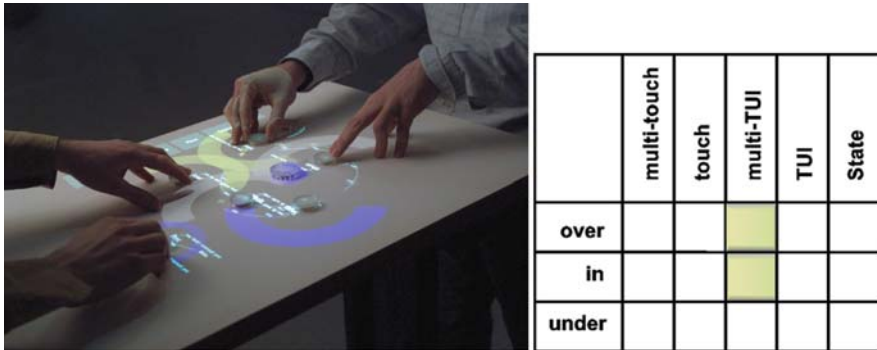 multi-touch
touch
multi-TUI
TUI
State
over
in
under